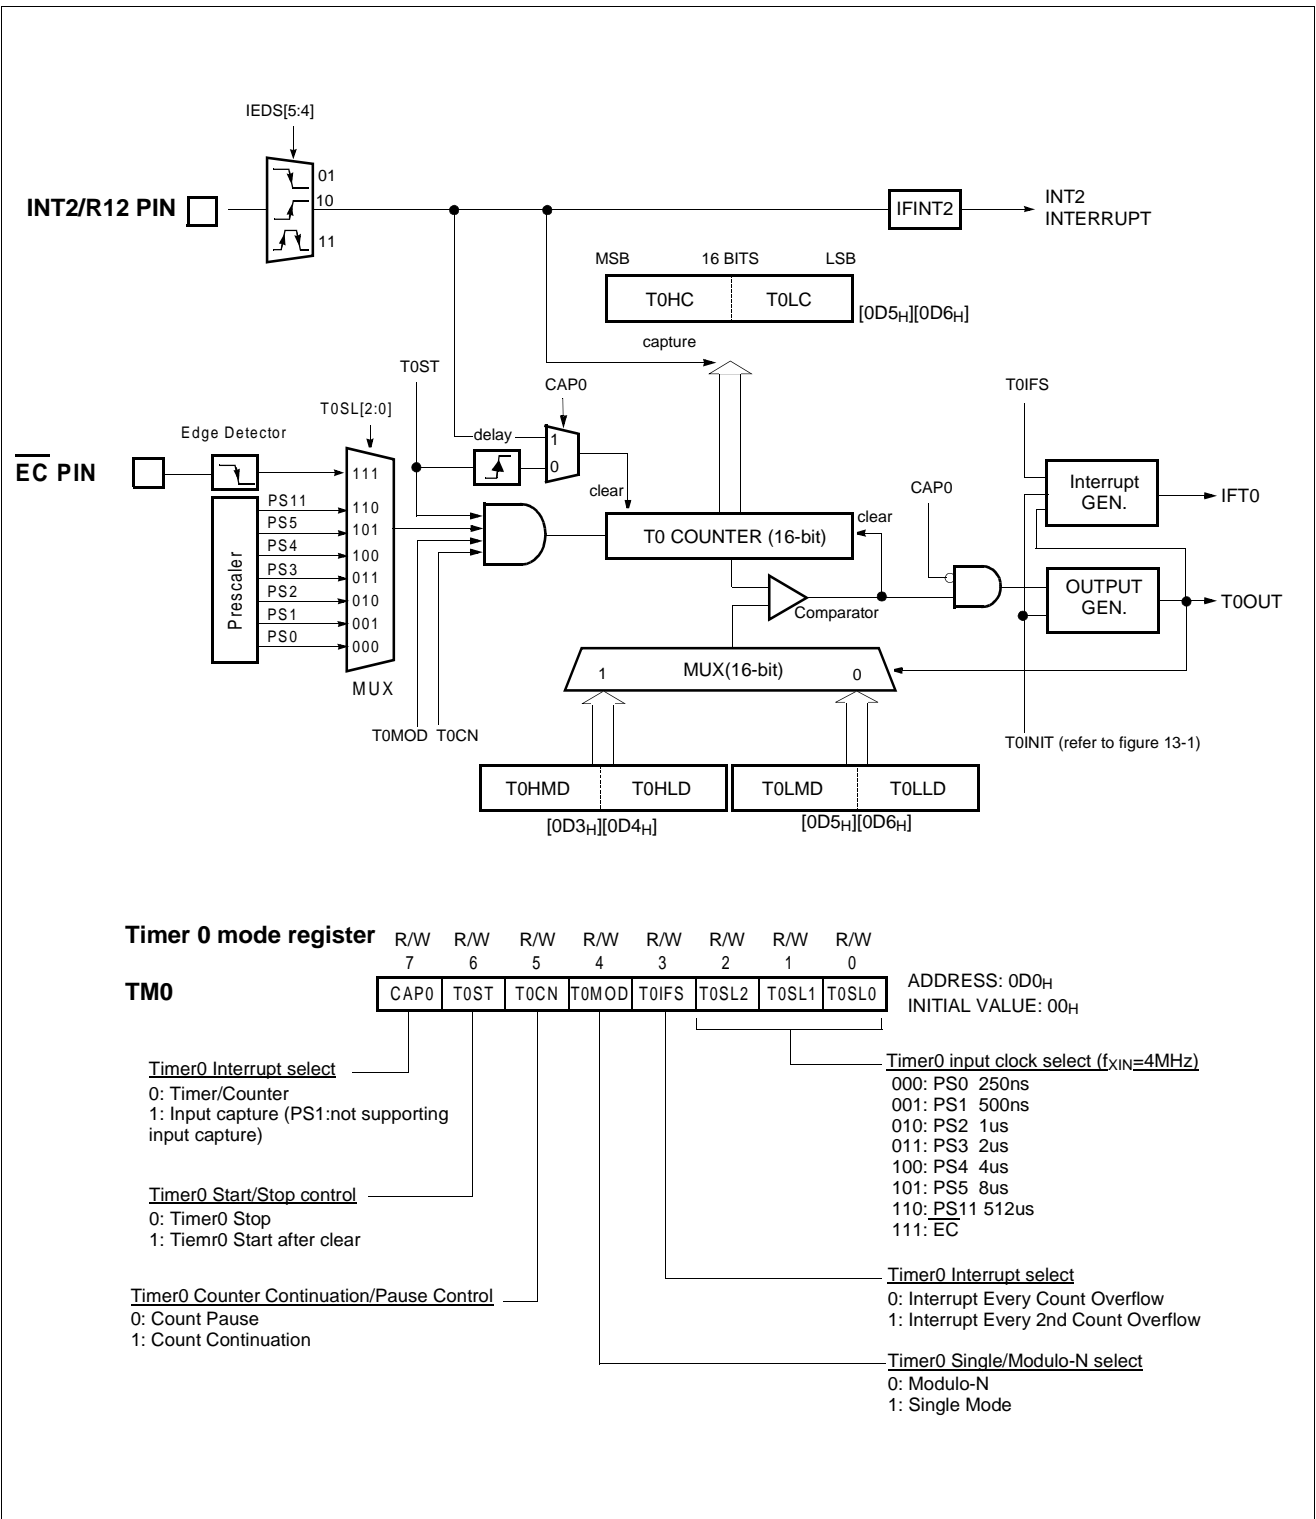 IEDS[5:4]
01
INT2/R12 PIN
10
11
IFINT2
INT2
INTERRUPT
MSB 16 BITS LSB
T0HC T0LC
[0D5H][0D6H]
capture
T0ST
CAP0
T0IFS
T0SL[2:0]
Edge Detector
delay
1
0
EC PIN
111
clear
CAP0
Interrupt
GEN.
IFT0
Prescaler
PS11 110
PS5 101
PS4 100
PS3 011
PS2 010
PS1 001
PS0 000
MUX
T0 COUNTER (16-bit)
clear
Comparator
OUTPUT
GEN.
T0OUT
1 MUX(16-bit) 0
T0MOD T0CN
T0INIT (refer to figure 13-1)
T0HMD T0HLD T0LMD T0LLD
[0D3H][0D4H] [0D5H][0D6H]
Timer 0 mode register R/W R/W R/W R/W R/W R/W R/W R/W
7 6 5 4 3 2 1 0
TM0 CAP0 T0ST T0CN T0MOD T0IFS T0SL2 T0SL1 T0SL0
ADDRESS: 0D0H
INITIAL VALUE: 00H
Timer0 Interrupt select
0: Timer/Counter
1: Input capture (PS1:not supporting
input capture)
Timer0 Start/Stop control
0: Timer0 Stop
1: Tiemr0 Start after clear
Timer0 Counter Continuation/Pause Control
0: Count Pause
1: Count Continuation
Timer0 input clock select (fXIN=4MHz)
000: PS0 250ns
001: PS1 500ns
010: PS2 1us
011: PS3 2us
100: PS4 4us
101: PS5 8us
110: PS11 512us
111: EC
Timer0 Interrupt select
0: Interrupt Every Count Overflow
1: Interrupt Every 2nd Count Overflow
Timer0 Single/Modulo-N select
0: Modulo-N
1: Single Mode